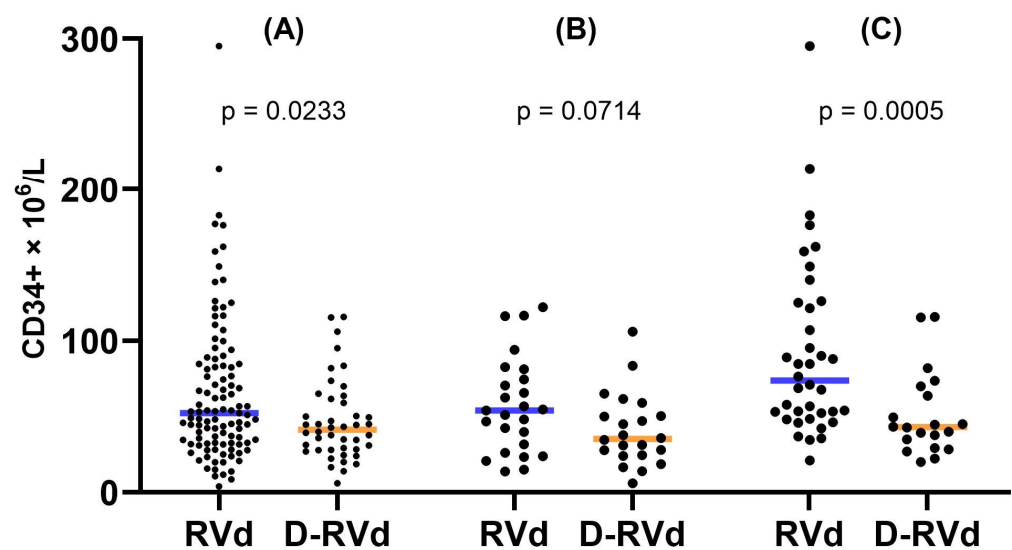 (A) (B) (C)
p = 0.0233 p = 0.0714 p = 0.0005
CD34+ × 10⁶/L
300
200
100
0
RVd D-RVd RVd D-RVd RVd D-RVd